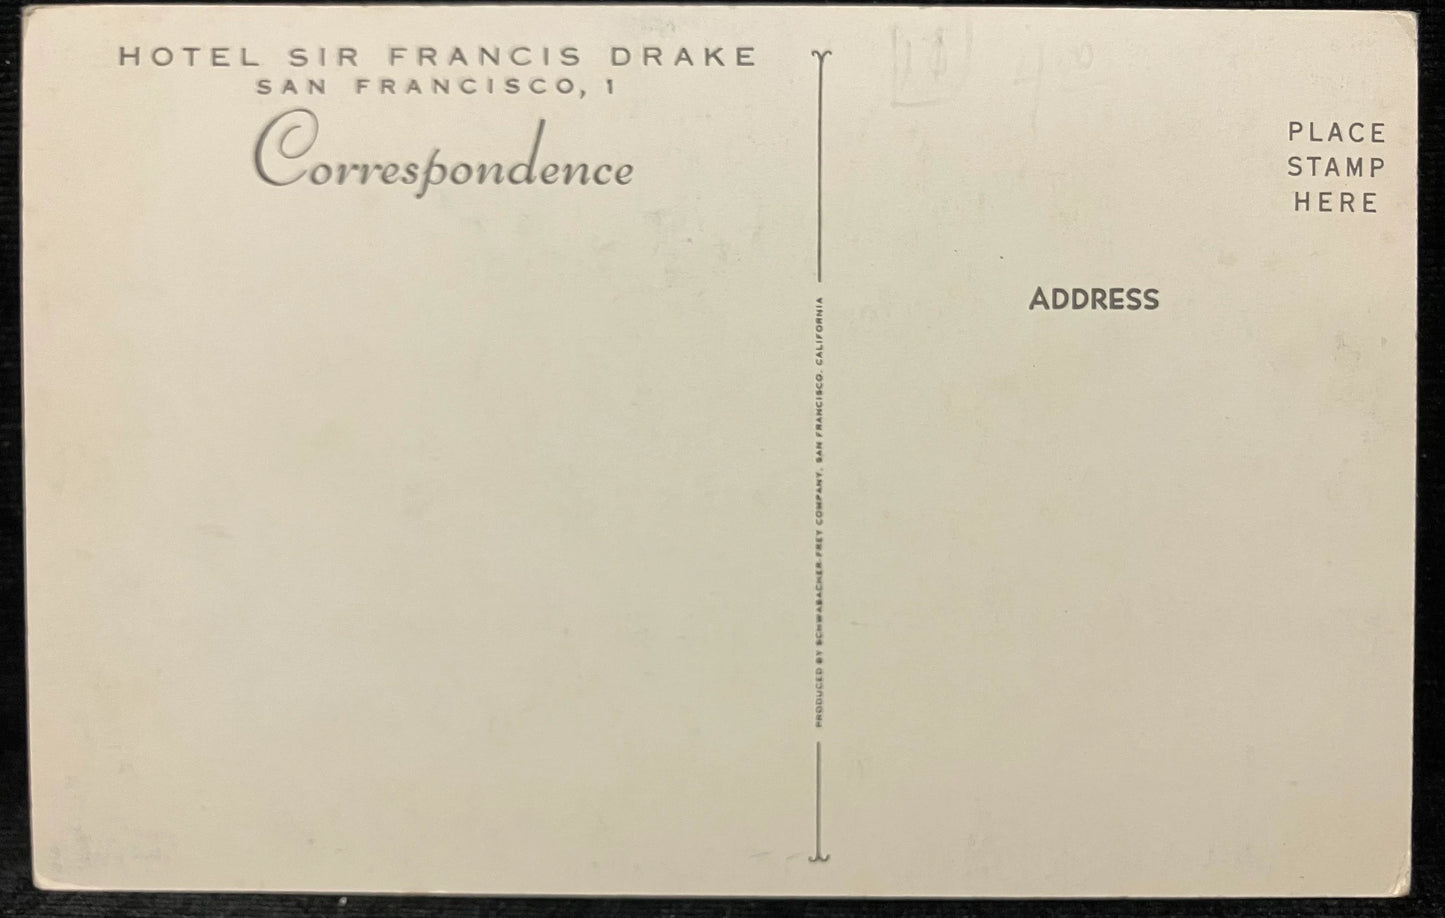 HOTEL SIR FRANCIS DRAKE
SAN FRANCISCO, 1
Correspondence
PRODUCED BY SCHWABACHER-FREY COMPANY, SAN FRANCISCO, CALIFORNIA
PLACE
STAMP
HERE
ADDRESS